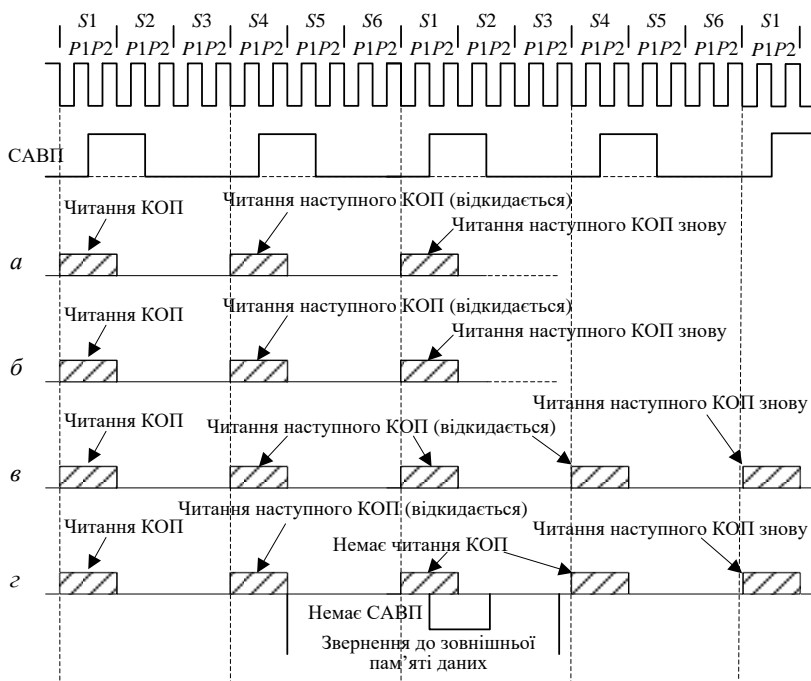 S1 S2 S3 S4 S5 S6 S1 S2 S3 S4 S5 S6 S1
P1P2 P1P2 P1P2 P1P2 P1P2 P1P2 P1P2 P1P2 P1P2 P1P2 P1P2 P1P2 P1P2
САВП
Читання КОП
Читання наступного КОП (відкидається)
Читання наступного КОП знову
а
Читання КОП
Читання наступного КОП (відкидається)
Читання наступного КОП знову
б
Читання КОП
Читання наступного КОП (відкидається)
Читання наступного КОП знову
в
Читання КОП
Читання наступного КОП (відкидається)
Немає читання КОП
Читання наступного КОП знову
г
Немає САВП
Звернення до зовнішньої
пам’яті даних